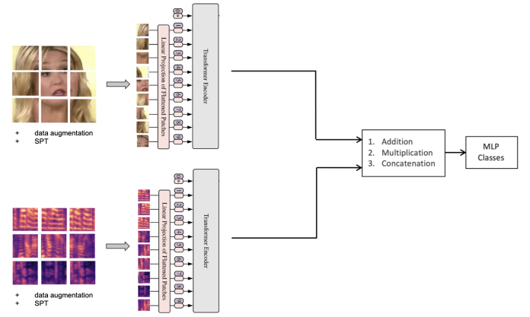 + data augmentation
+ SPT
Linear Projection of Flattened Patches
Transformer Encoder
1. Addition
2. Multiplication
3. Concatenation
MLP
Classes
+ data augmentation
+ SPT
Linear Projection of Flattened Patches
Transformer Encoder